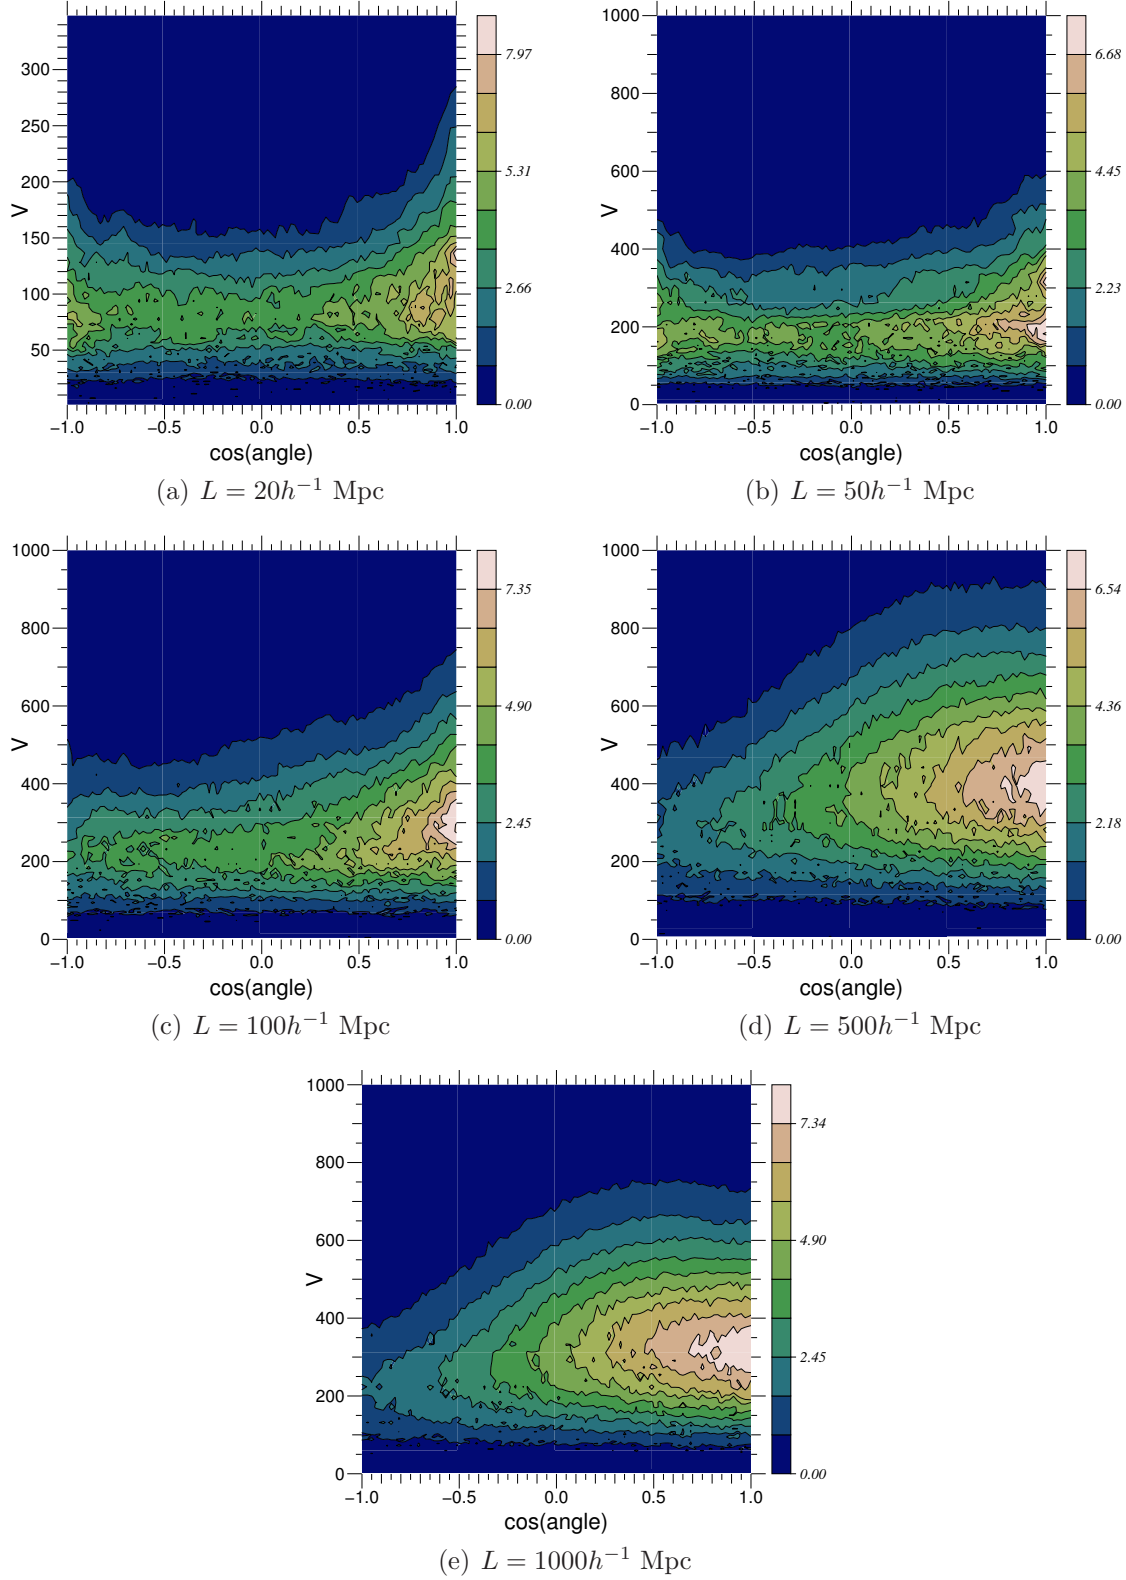 300
250
200
150
100
50
V
−1.0 −0.5 0.0 0.5 1.0
cos(angle)
7.97
5.31
2.66
0.00
(a) L = 20h⁻¹ Mpc
1000
800
600
400
200
0
V
−1.0 −0.5 0.0 0.5 1.0
cos(angle)
6.68
4.45
2.23
0.00
(b) L = 50h⁻¹ Mpc
1000
800
600
400
200
0
V
−1.0 −0.5 0.0 0.5 1.0
cos(angle)
7.35
4.90
2.45
0.00
(c) L = 100h⁻¹ Mpc
1000
800
600
400
200
0
V
−1.0 −0.5 0.0 0.5 1.0
cos(angle)
6.54
4.36
2.18
0.00
(d) L = 500h⁻¹ Mpc
1000
800
600
400
200
0
V
−1.0 −0.5 0.0 0.5 1.0
cos(angle)
7.34
4.90
2.45
0.00
(e) L = 1000h⁻¹ Mpc